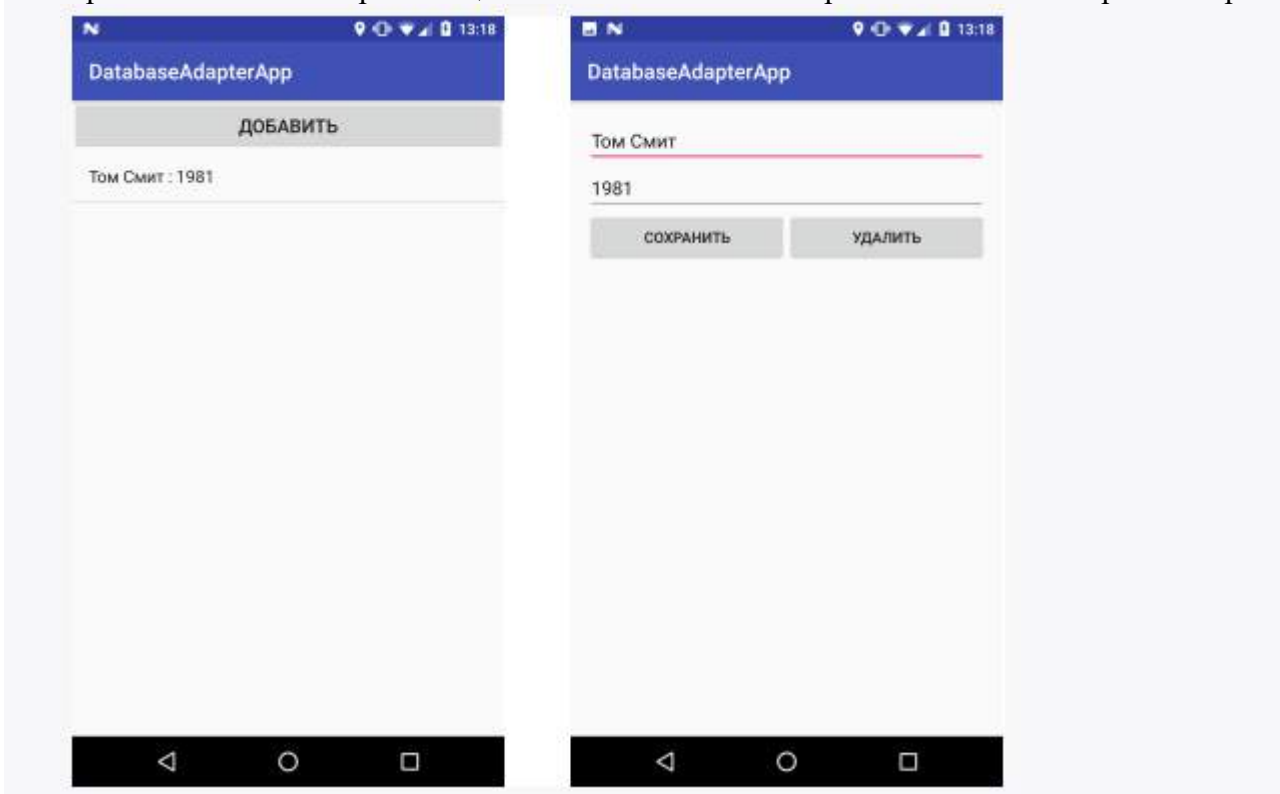 13:18
DatabaseAdapterApp
ДОБАВИТЬ
Том Смит : 1981
13:18
DatabaseAdapterApp
Том Смит
1981
СОХРАНИТЬ УДАЛИТЬ